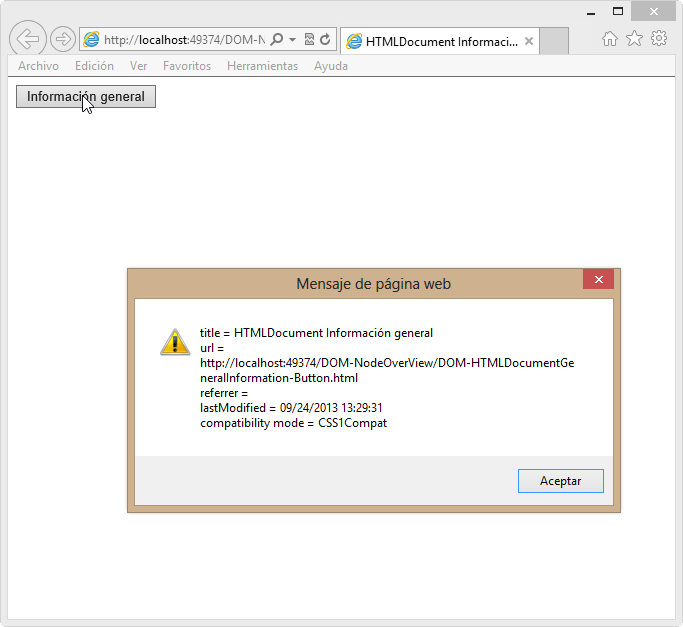 http://localhost:49374/DOM-N
HTMLDocument Informaci...
Archivo Edición Ver Favoritos Herramientas Ayuda
Información general
Mensaje de página web
title = HTMLDocument Información general
url =
http://localhost:49374/DOM-NodeOverView/DOM-HTMLDocumentGe
neralInformation-Button.html
referrer =
lastModified = 09/24/2013 13:29:31
compatibility mode = CSS1Compat
Aceptar